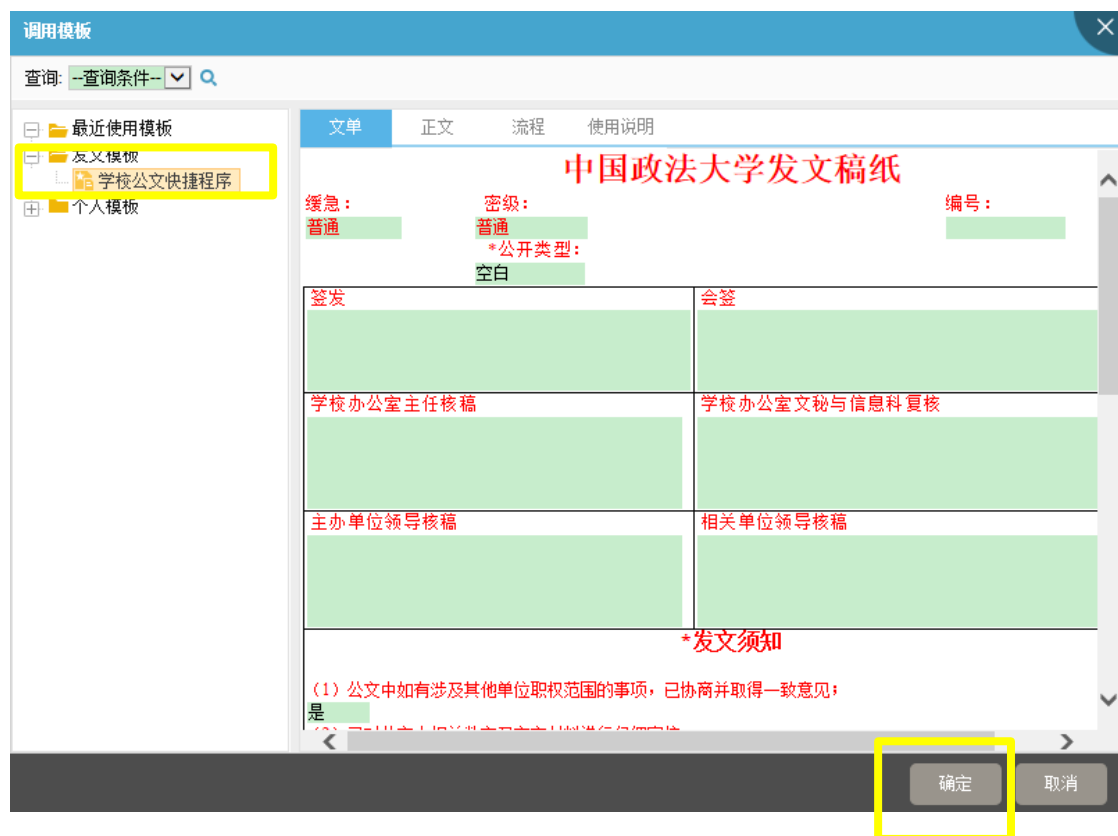 调用模板
查询: --查询条件--
最近使用模板
发文模板
学校公文快捷程序
个人模板
文单 正文 流程 使用说明
中国政法大学发文稿纸
缓急： 密级： 编号：
普通 普通
*公开类型：
空白
签发 会签
学校办公室主任核稿 学校办公室文秘与信息科复核
主办单位领导核稿 相关单位领导核稿
*发文须知
（1）公文中如有涉及其他单位职权范围的事项，已协商并取得一致意见；
是
确定 取消